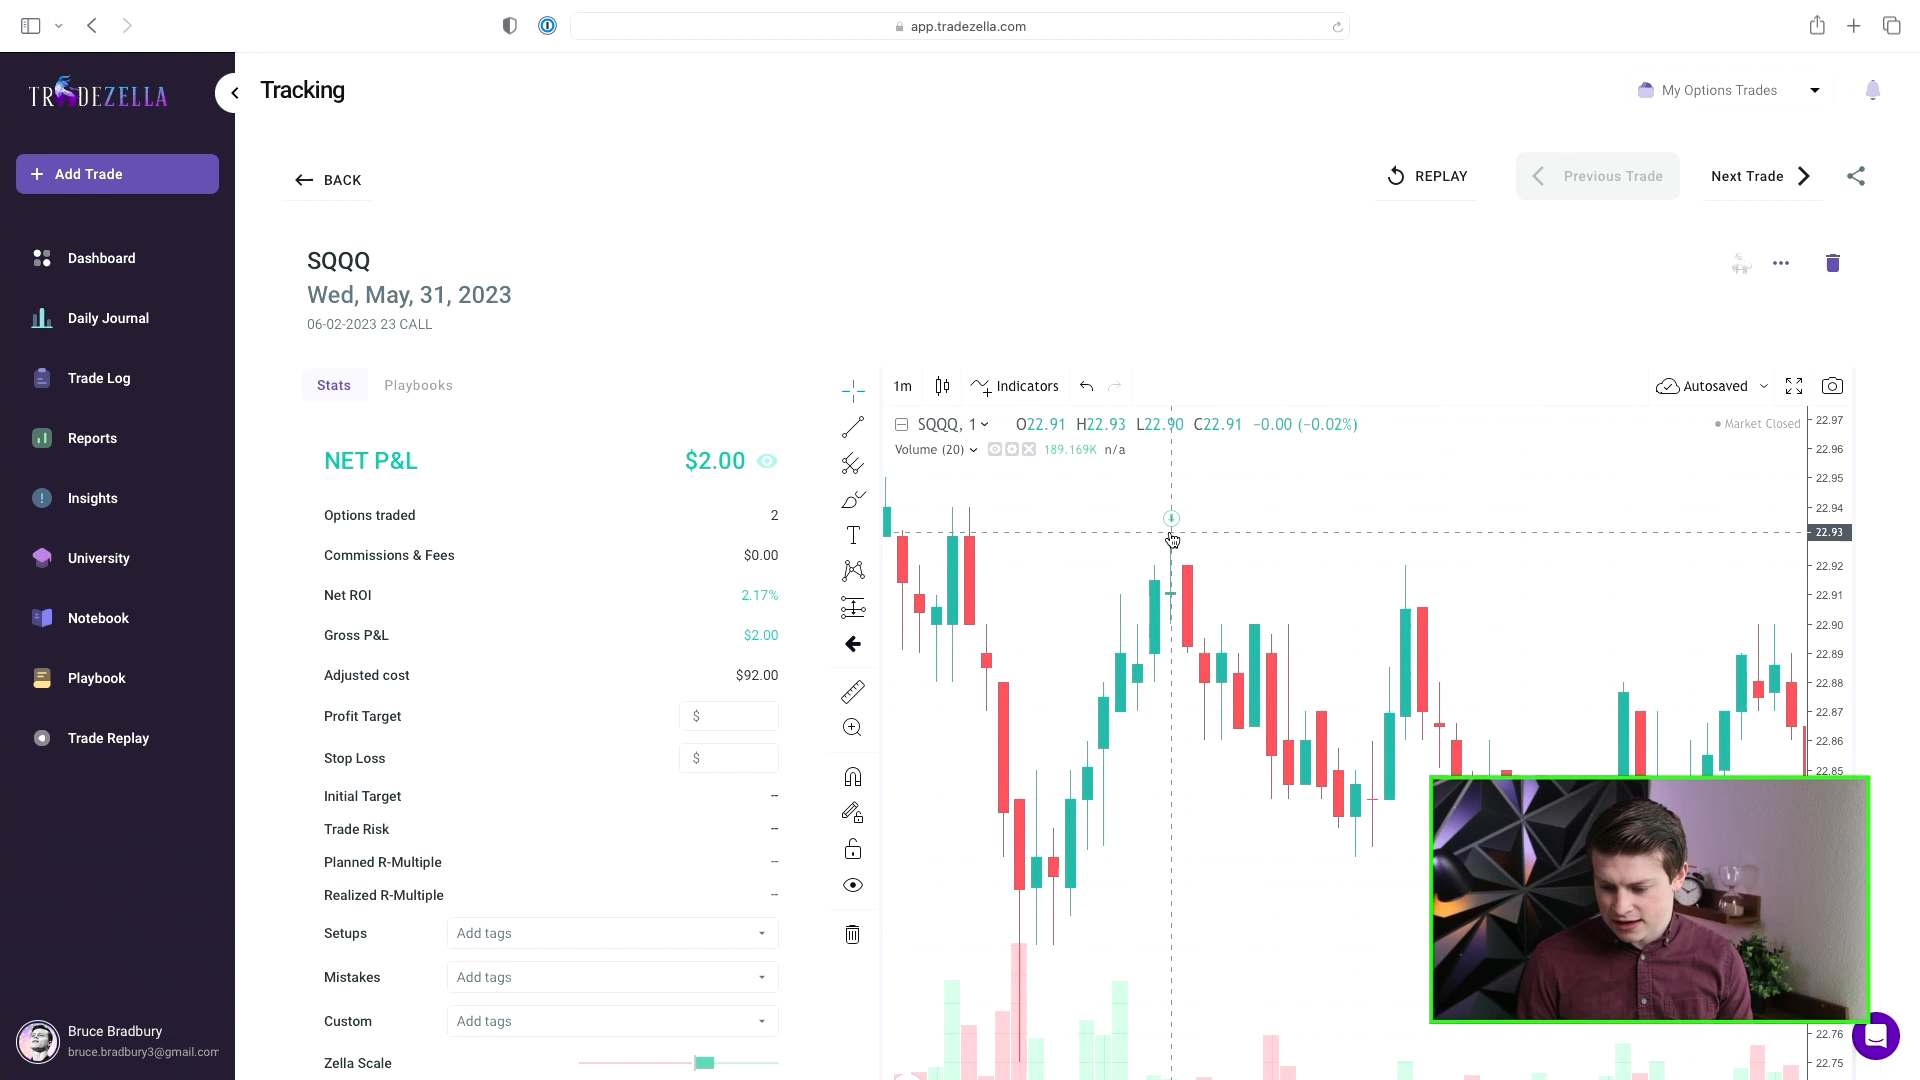 app.tradezella.com
TRADEZELLA
Tracking
My Options Trades
Add Trade
BACK
REPLAY
Previous Trade
Next Trade
Dashboard
Daily Journal
Trade Log
Reports
Insights
University
Notebook
Playbook
Trade Replay
Bruce Bradbury
bruce.bradbury3@gmail.com
SQQQ
Wed, May, 31, 2023
06-02-2023 23 CALL
Stats
Playbooks
NET P&L $2.00
Options traded 2
Commissions & Fees $0.00
Net ROI 2.17%
Gross P&L $2.00
Adjusted cost $92.00
Profit Target $
Stop Loss $
Initial Target --
Trade Risk --
Planned R-Multiple --
Realized R-Multiple --
Setups Add tags
Mistakes Add tags
Custom Add tags
Zella Scale
1m Indicators Autosaved
SQQQ, 1 O22.91 H22.93 L22.90 C22.91 −0.00 (−0.02%)
Market Closed
Volume (20) 189.169K n/a
22.97
22.96
22.95
22.94
22.93
22.92
22.91
22.90
22.89
22.88
22.87
22.86
22.85
22.76
22.75